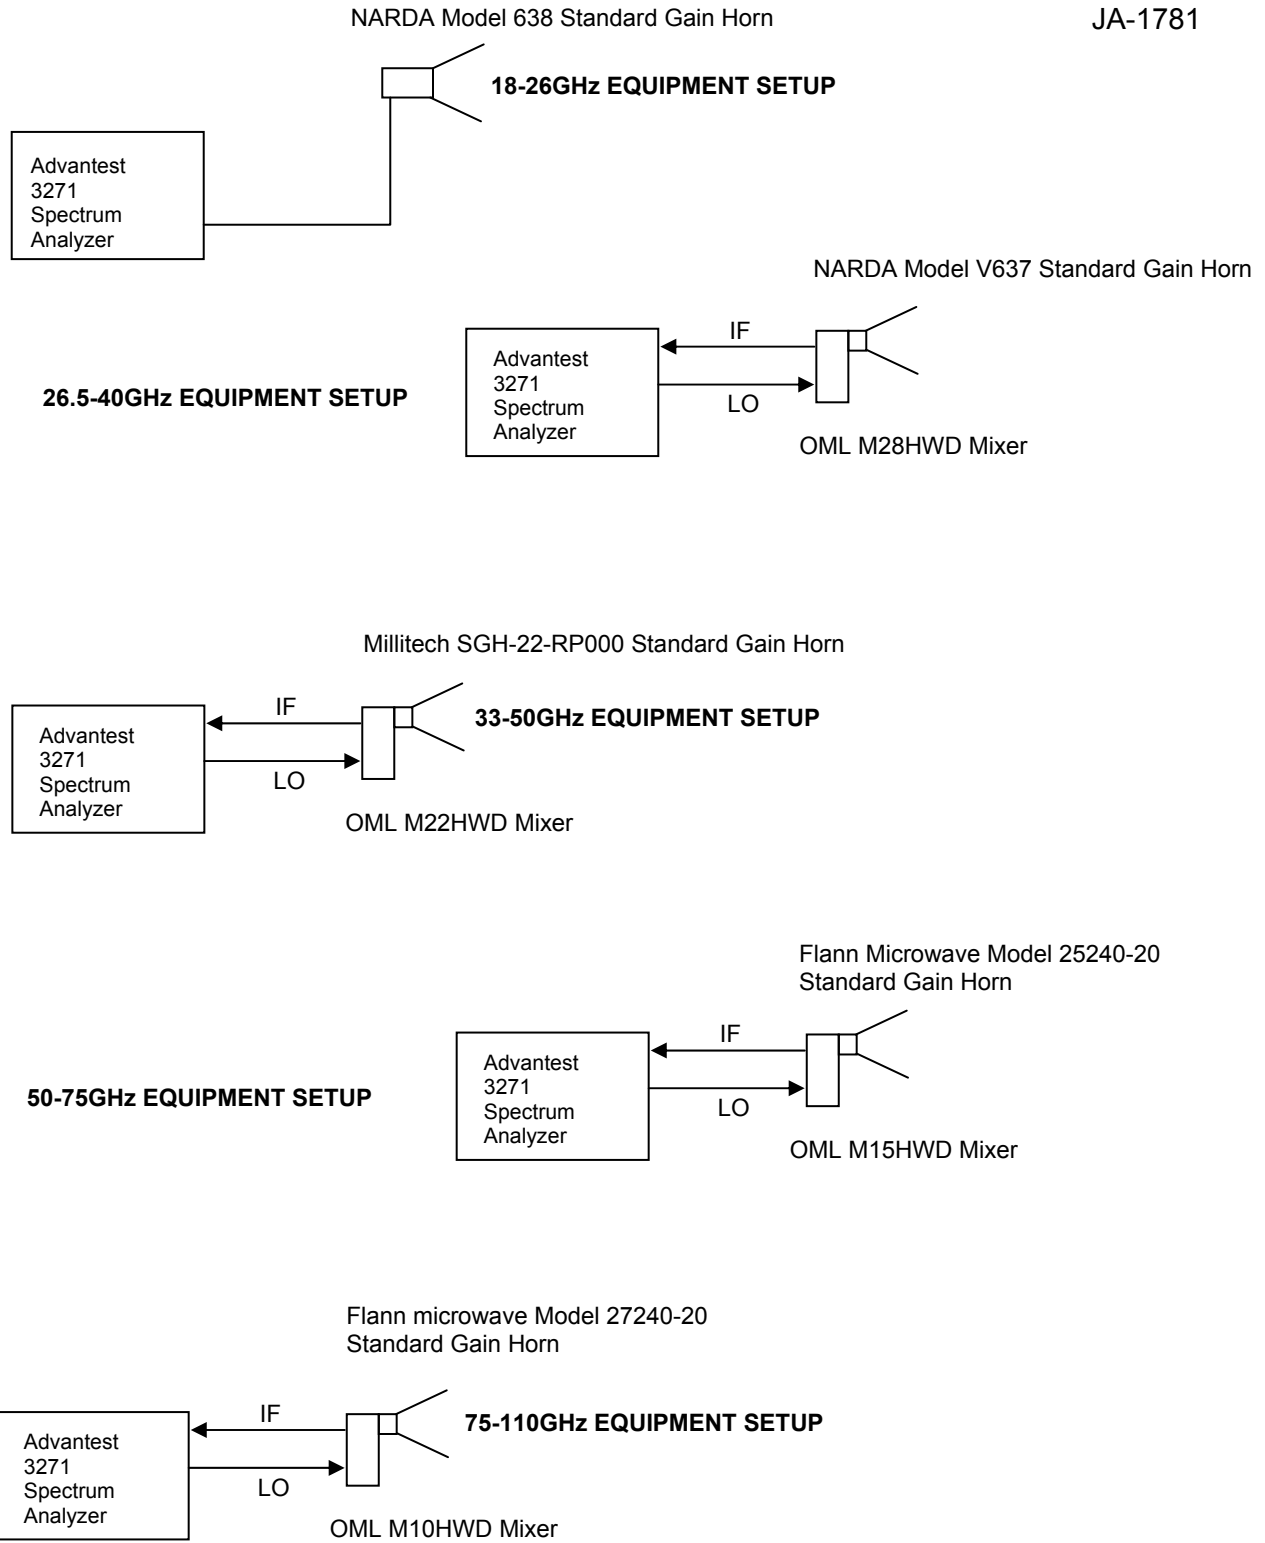 NARDA Model 638 Standard Gain Horn
JA-1781
18-26GHz EQUIPMENT SETUP
Advantest
3271
Spectrum
Analyzer
NARDA Model V637 Standard Gain Horn
26.5-40GHz EQUIPMENT SETUP
Advantest
3271
Spectrum
Analyzer
IF
LO
OML M28HWD Mixer
Millitech SGH-22-RP000 Standard Gain Horn
Advantest
3271
Spectrum
Analyzer
IF
LO
33-50GHz EQUIPMENT SETUP
OML M22HWD Mixer
Flann Microwave Model 25240-20
Standard Gain Horn
50-75GHz EQUIPMENT SETUP
Advantest
3271
Spectrum
Analyzer
IF
LO
OML M15HWD Mixer
Flann microwave Model 27240-20
Standard Gain Horn
Advantest
3271
Spectrum
Analyzer
IF
LO
75-110GHz EQUIPMENT SETUP
OML M10HWD Mixer